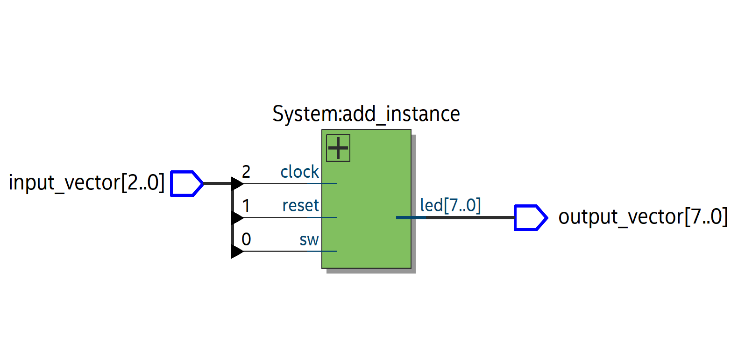 System:add_instance
input_vector[2..0]
2
clock
1
reset
0
sw
led[7..0]
output_vector[7..0]